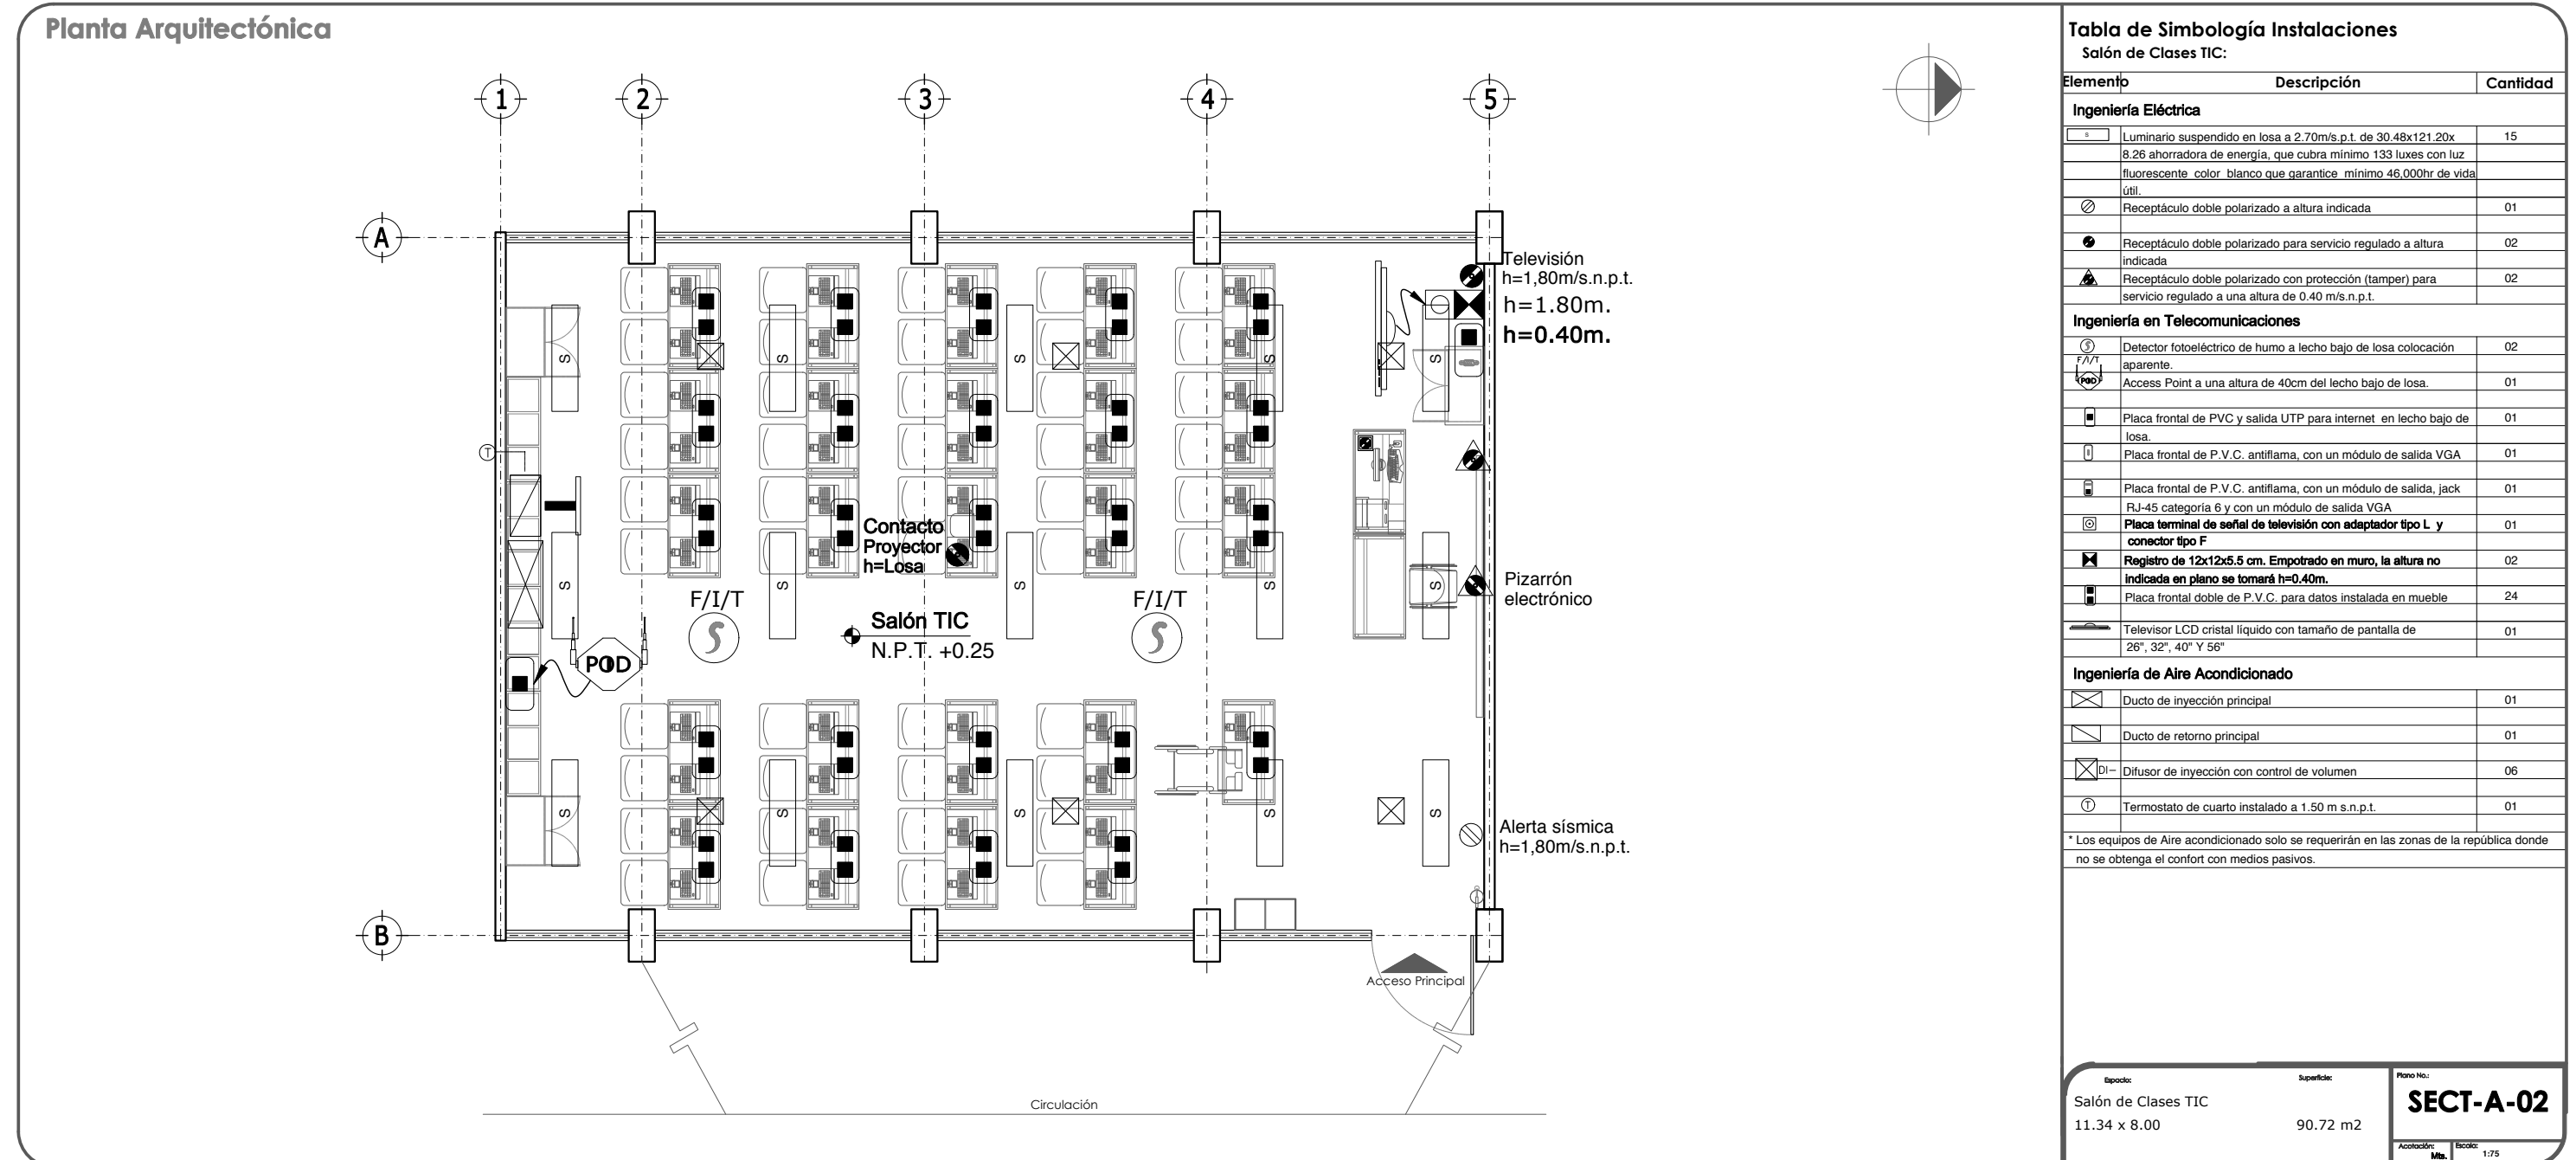 Planta Arquitectónica
1
2
3
4
5
A
B
Televisión
h=1,80m/s.n.p.t.
h=1.80m.
h=0.40m.
S
S
S
S
S
T
Contacto
Proyector
h=Losa
S
S
S
S
S
Pizarrón
electrónico
F/I/T
S
F/I/T
S
Salón TIC
N.P.T. +0.25
POD
S
S
S
S
S
Alerta sísmica
h=1,80m/s.n.p.t.
Acceso Principal
Circulación
Tabla de Simbología Instalaciones
Salón de Clases TIC:
Elemento Descripción Cantidad
Ingeniería Eléctrica
S Luminario suspendido en losa a 2.70m/s.p.t. de 30.48x121.20x 15
8.26 ahorradora de energía, que cubra mínimo 133 luxes con luz
fluorescente color blanco que garantice mínimo 46,000hr de vida
útil.
Receptáculo doble polarizado a altura indicada 01
Receptáculo doble polarizado para servicio regulado a altura 02
indicada
Receptáculo doble polarizado con protección (tamper) para 02
servicio regulado a una altura de 0.40 m/s.n.p.t.
Ingeniería en Telecomunicaciones
S Detector fotoeléctrico de humo a lecho bajo de losa colocación 02
F/I/T aparente.
POD Access Point a una altura de 40cm del lecho bajo de losa. 01
Placa frontal de PVC y salida UTP para internet en lecho bajo de 01
losa.
Placa frontal de P.V.C. antiflama, con un módulo de salida VGA 01
Placa frontal de P.V.C. antiflama, con un módulo de salida, jack 01
RJ-45 categoría 6 y con un módulo de salida VGA
Placa terminal de señal de televisión con adaptador tipo L y 01
conector tipo F
Registro de 12x12x5.5 cm. Empotrado en muro, la altura no 02
indicada en plano se tomará h=0.40m.
Placa frontal doble de P.V.C. para datos instalada en mueble 24
Televisor LCD cristal líquido con tamaño de pantalla de 01
26", 32", 40" Y 56"
Ingeniería de Aire Acondicionado
Ducto de inyección principal 01
Ducto de retorno principal 01
DI– Difusor de inyección con control de volumen 06
T Termostato de cuarto instalado a 1.50 m s.n.p.t. 01
* Los equipos de Aire acondicionado solo se requerirán en las zonas de la república donde
no se obtenga el confort con medios pasivos.
Espacio: Superficie: Plano No.:
Salón de Clases TIC
11.34 x 8.00 90.72 m2
SECT-A-02
Acotación: Mts. Escala: 1:75